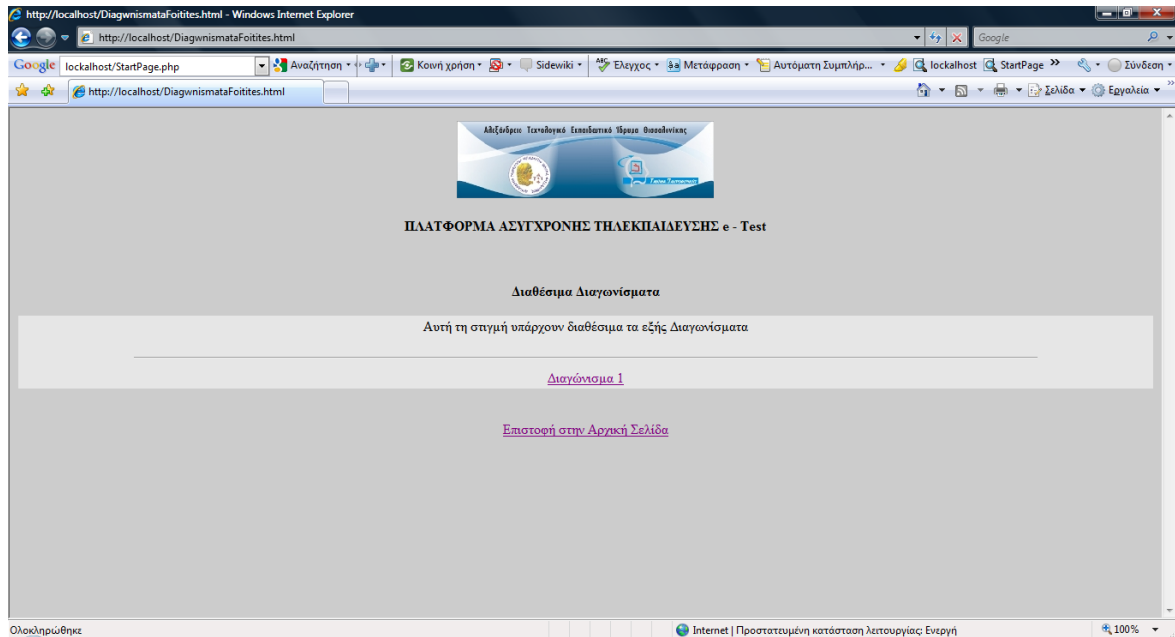 http://localhost/DiagwnismataFoitites.html - Windows Internet Explorer
http://localhost/DiagwnismataFoitites.html Google
Google lockalhost/StartPage.php Αναζήτηση Κοινή χρήση Sidewiki Έλεγχος Μετάφραση Αυτόματη Συμπλήρ... lockalhost StartPage Σύνδεση
http://localhost/DiagwnismataFoitites.html Σελίδα Εργαλεία
Αλεξάνδρειο Τεχνολογικό Εκπαιδευτικό Ίδρυμα Θεσσαλονίκης
ΠΛΑΤΦΟΡΜΑ ΑΣΥΓΧΡΟΝΗΣ ΤΗΛΕΚΠΑΙΔΕΥΣΗΣ e - Test
Διαθέσιμα Διαγωνίσματα
Αυτή τη στιγμή υπάρχουν διαθέσιμα τα εξής Διαγωνίσματα
Διαγώνισμα 1
Επιστοφή στην Αρχική Σελίδα
Ολοκληρώθηκε Internet | Προστατευμένη κατάσταση λειτουργίας: Ενεργή 100%